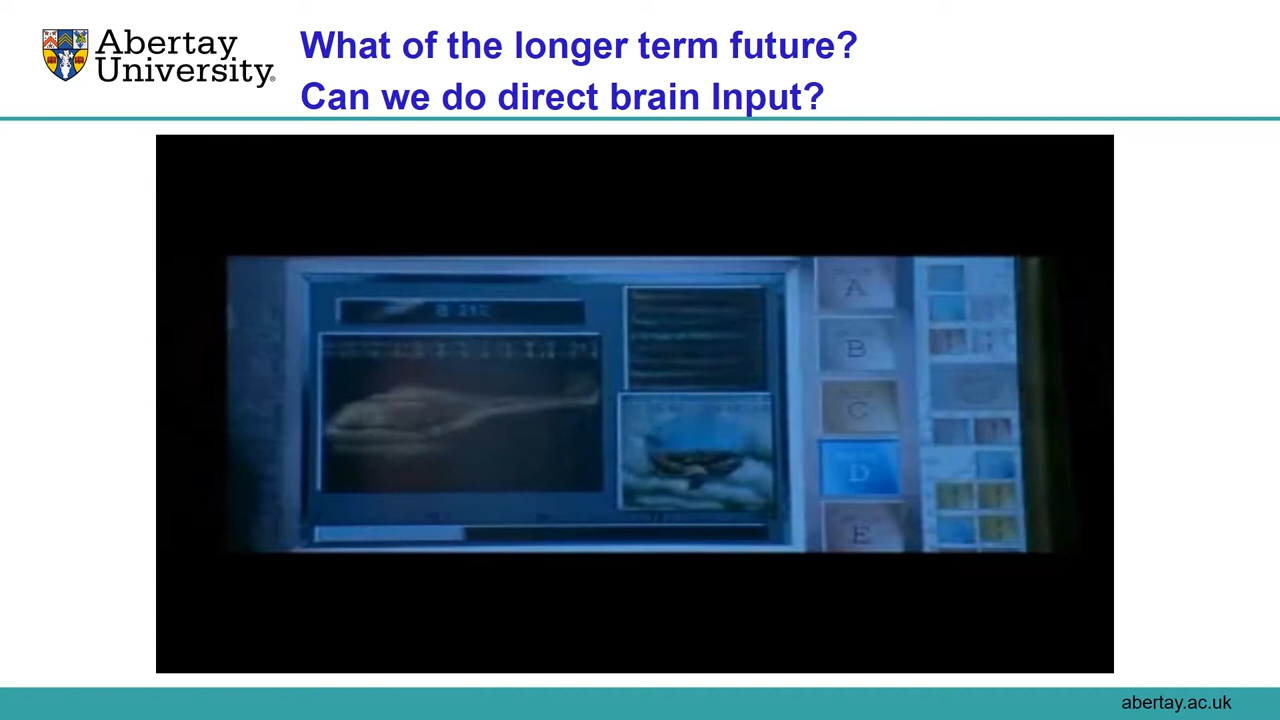 Abertay
University
What of the longer term future?
Can we do direct brain Input?
A
B
C
D
E
abertay.ac.uk